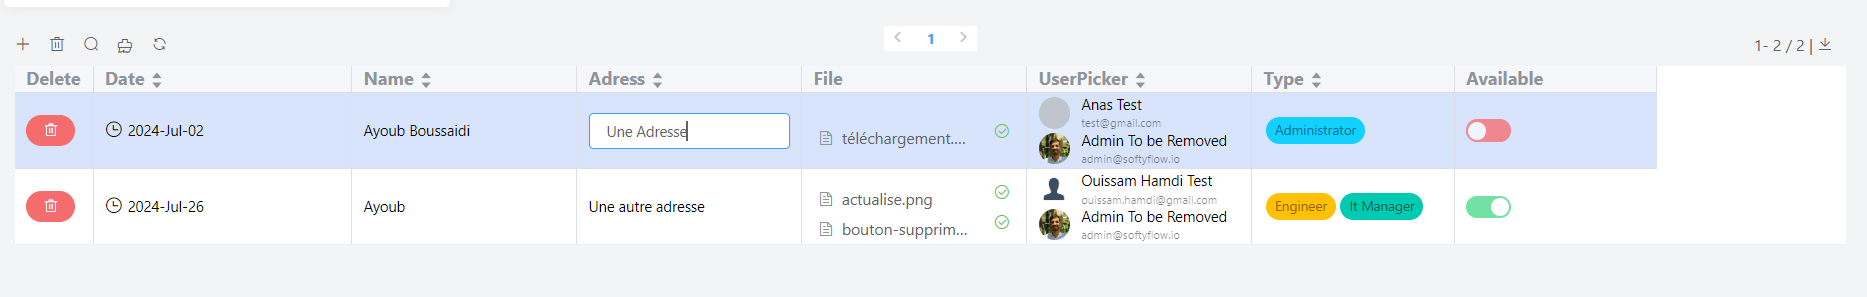 1
1- 2 / 2 |
Delete Date Name Adress File UserPicker Type Available
2024-Jul-02 Ayoub Boussaidi Une Adresse téléchargement.... Anas Test
test@gmail.com
Admin To be Removed
admin@softyflow.io
Administrator
2024-Jul-26 Ayoub Une autre adresse actualise.png
bouton-supprim...
Ouissam Hamdi Test
ouissam.hamdi@gmail.com
Admin To be Removed
admin@softyflow.io
Engineer It Manager